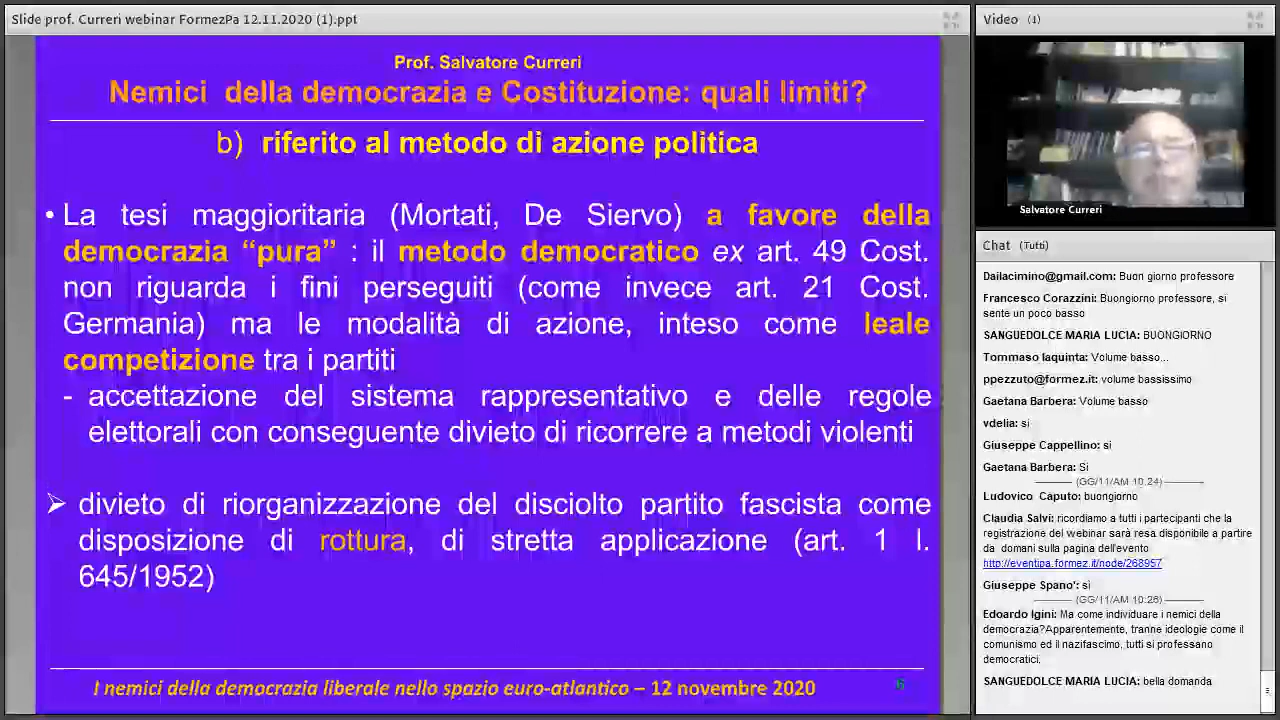 Slide prof. Curreri webinar FormezPa 12.11.2020 (1).ppt
Prof. Salvatore Curreri
Nemici della democrazia e Costituzione: quali limiti?
b) riferito al metodo di azione politica
• La tesi maggioritaria (Mortati, De Siervo) a favore della
democrazia “pura” : il metodo democratico ex art. 49 Cost.
non riguarda i fini perseguiti (come invece art. 21 Cost.
Germania) ma le modalità di azione, inteso come leale
competizione tra i partiti
- accettazione del sistema rappresentativo e delle regole
elettorali con conseguente divieto di ricorrere a metodi violenti
➢ divieto di riorganizzazione del disciolto partito fascista come
disposizione di rottura, di stretta applicazione (art. 1 l.
645/1952)
I nemici della democrazia liberale nello spazio euro-atlantico – 12 novembre 2020
6
Video (1)
Salvatore Curreri
Chat (Tutti)
Dailacimino@gmail.com: Buon giorno professore
Francesco Corazzini: Buongiorno professore, si
sente un poco basso
SANGUEDOLCE MARIA LUCIA: BUONGIORNO
Tommaso Iaquinta: Volume basso...
ppezzuto@formez.it: volume bassissimo
Gaetana Barbera: Volume basso
vdelia: si
Giuseppe Cappellino: si
Gaetana Barbera: Si
(GG/11/AM 10:24)
Ludovico Caputo: buongiorno
Claudia Salvi: ricordiamo a tutti i partecipanti che la
registrazione del webinar sarà resa disponibile a partire
da domani sulla pagina dell'evento
http://eventipa.formez.it/node/268957
Giuseppe Spano': si
(GG/11/AM 10:26)
Edoardo Igini: Ma come individuare i nemici della
democrazia?Apparentemente, tranne ideologie come il
comunismo ed il nazifascimo, tutti si professano
democratici.
SANGUEDOLCE MARIA LUCIA: bella domanda